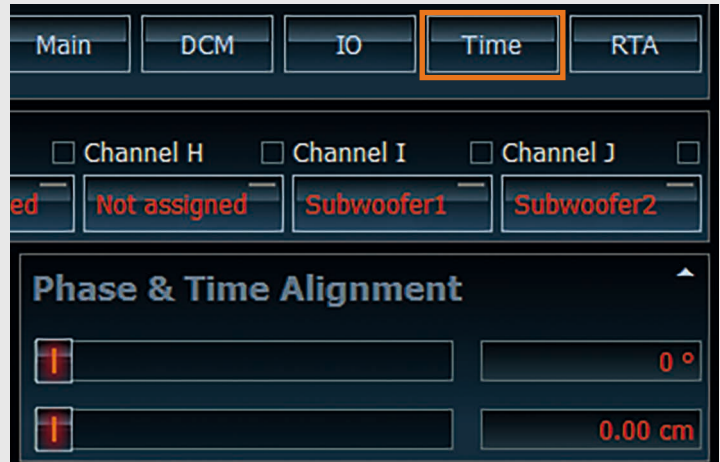 Main DCM IO Time RTA
Channel H Channel I Channel J
ed Not assigned Subwoofer1 Subwoofer2
Phase & Time Alignment
0 °
0.00 cm